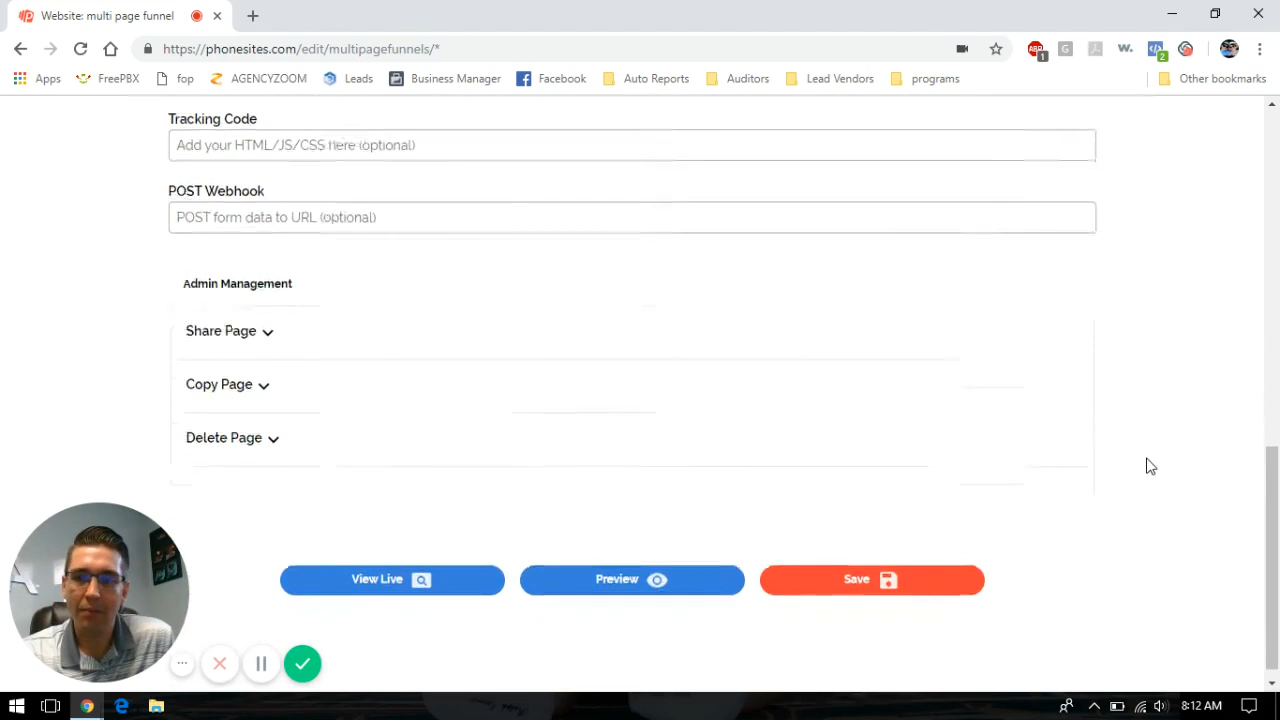 Website: multi page funnel
https://phonesites.com/edit/multipagefunnels/*
ABP 1
G
w.
2
Apps FreePBX fop AGENCYZOOM Leads Business Manager Facebook Auto Reports Auditors Lead Vendors programs Other bookmarks
Tracking Code
Add your HTML/JS/CSS here (optional)
POST Webhook
POST form data to URL (optional)
Admin Management
Share Page
Copy Page
Delete Page
View Live Preview Save
8:12 AM